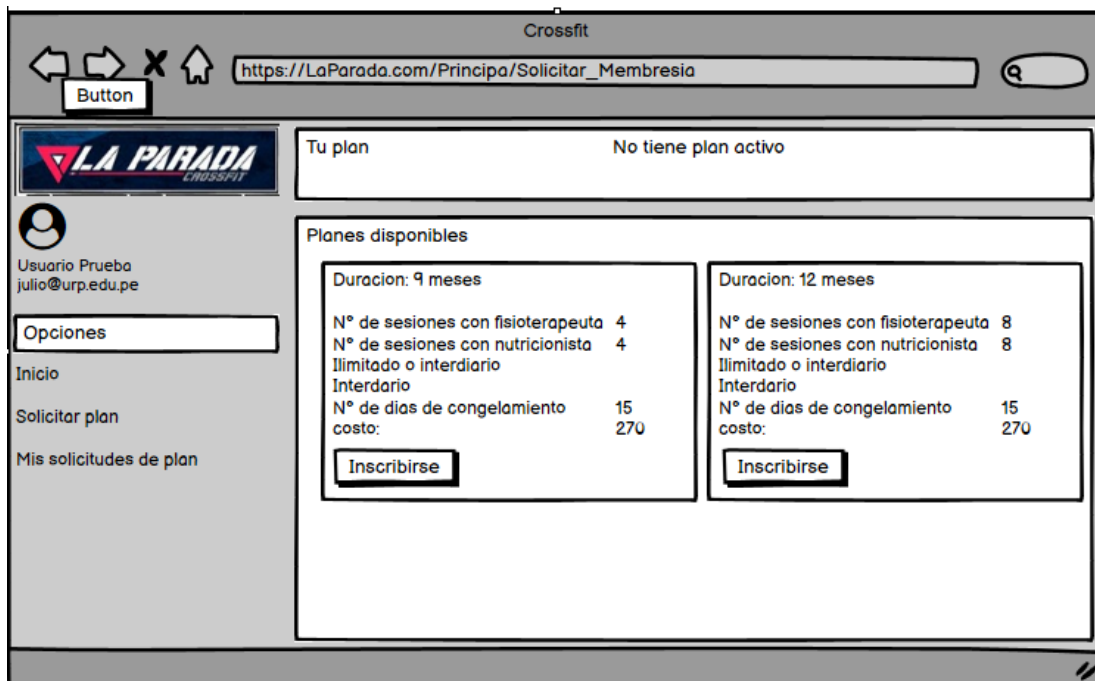 Crossfit
https://LaParada.com/Principa/Solicitar_Membresia
Button
LA PARADA
CROSSFIT
Usuario Prueba
julio@urp.edu.pe
Opciones
Inicio
Solicitar plan
Mis solicitudes de plan
Tu plan No tiene plan activo
Planes disponibles
Duracion: 9 meses
N° de sesiones con fisioterapeuta 4
N° de sesiones con nutricionista 4
Ilimitado o interdiario
Interdario
N° de dias de congelamiento 15
costo: 270
Inscribirse
Duracion: 12 meses
N° de sesiones con fisioterapeuta 8
N° de sesiones con nutricionista 8
Ilimitado o interdiario
Interdario
N° de dias de congelamiento 15
costo: 270
Inscribirse